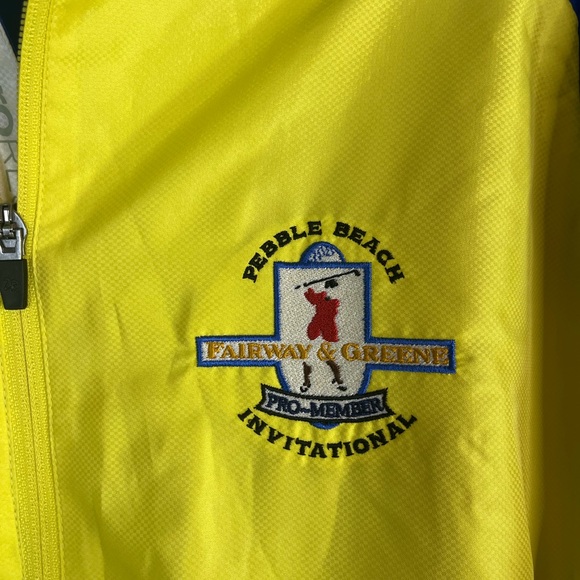 PEBBLE BEACH
FAIRWAY & GREENE
PRO-MEMBER
INVITATIONAL